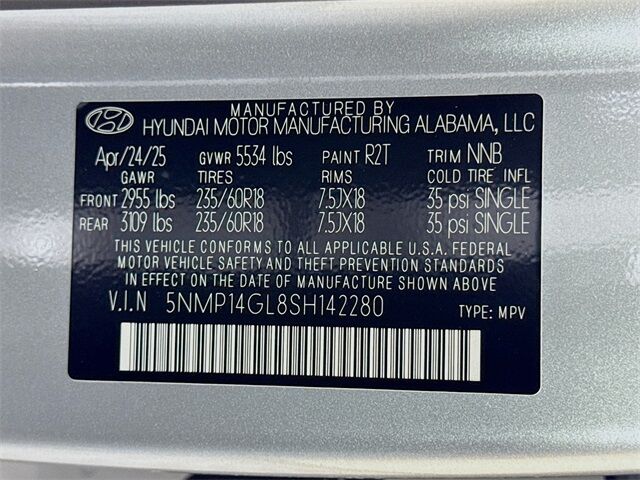 MANUFACTURED BY
HYUNDAI MOTOR MANUFACTURING ALABAMA, LLC
Apr/24/25 GVWR 5534 lbs PAINT R2T TRIM NNB
GAWR TIRES RIMS COLD TIRE INFL
FRONT 2955 lbs 235/60R18 7.5JX18 35 psi SINGLE
REAR 3109 lbs 235/60R18 7.5JX18 35 psi SINGLE
THIS VEHICLE CONFORMS TO ALL APPLICABLE U.S.A. FEDERAL
MOTOR VEHICLE SAFETY AND THEFT PREVENTION STANDARDS
IN EFFECT ON THE DATE OF MANUFACTURE SHOWN ABOVE
V.I.N 5NMP14GL8SH142280 TYPE: MPV